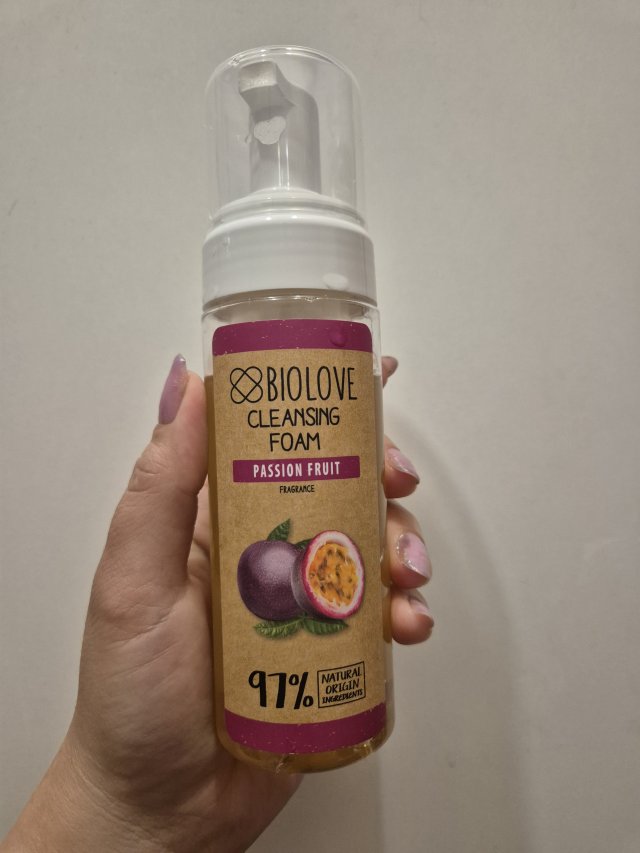 BIOLOVE
CLEANSING
FOAM
PASSION FRUIT
FRAGRANCE
97% NATURAL
ORIGIN
INGREDIENTS